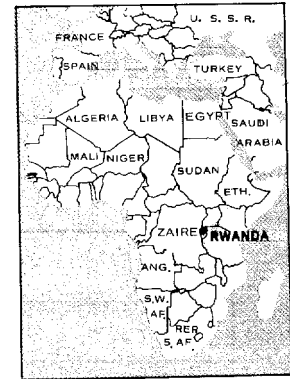 U. S. S. R.
FRANCE
SPAIN
TURKEY
ALGERIA
LIBYA
EGYPT
SAUDI
ARABIA
MALI
NIGER
SUDAN
ETH.
ZAIRE
RWANDA
ANG.
S.W.
AF.
REP.
S. AF.